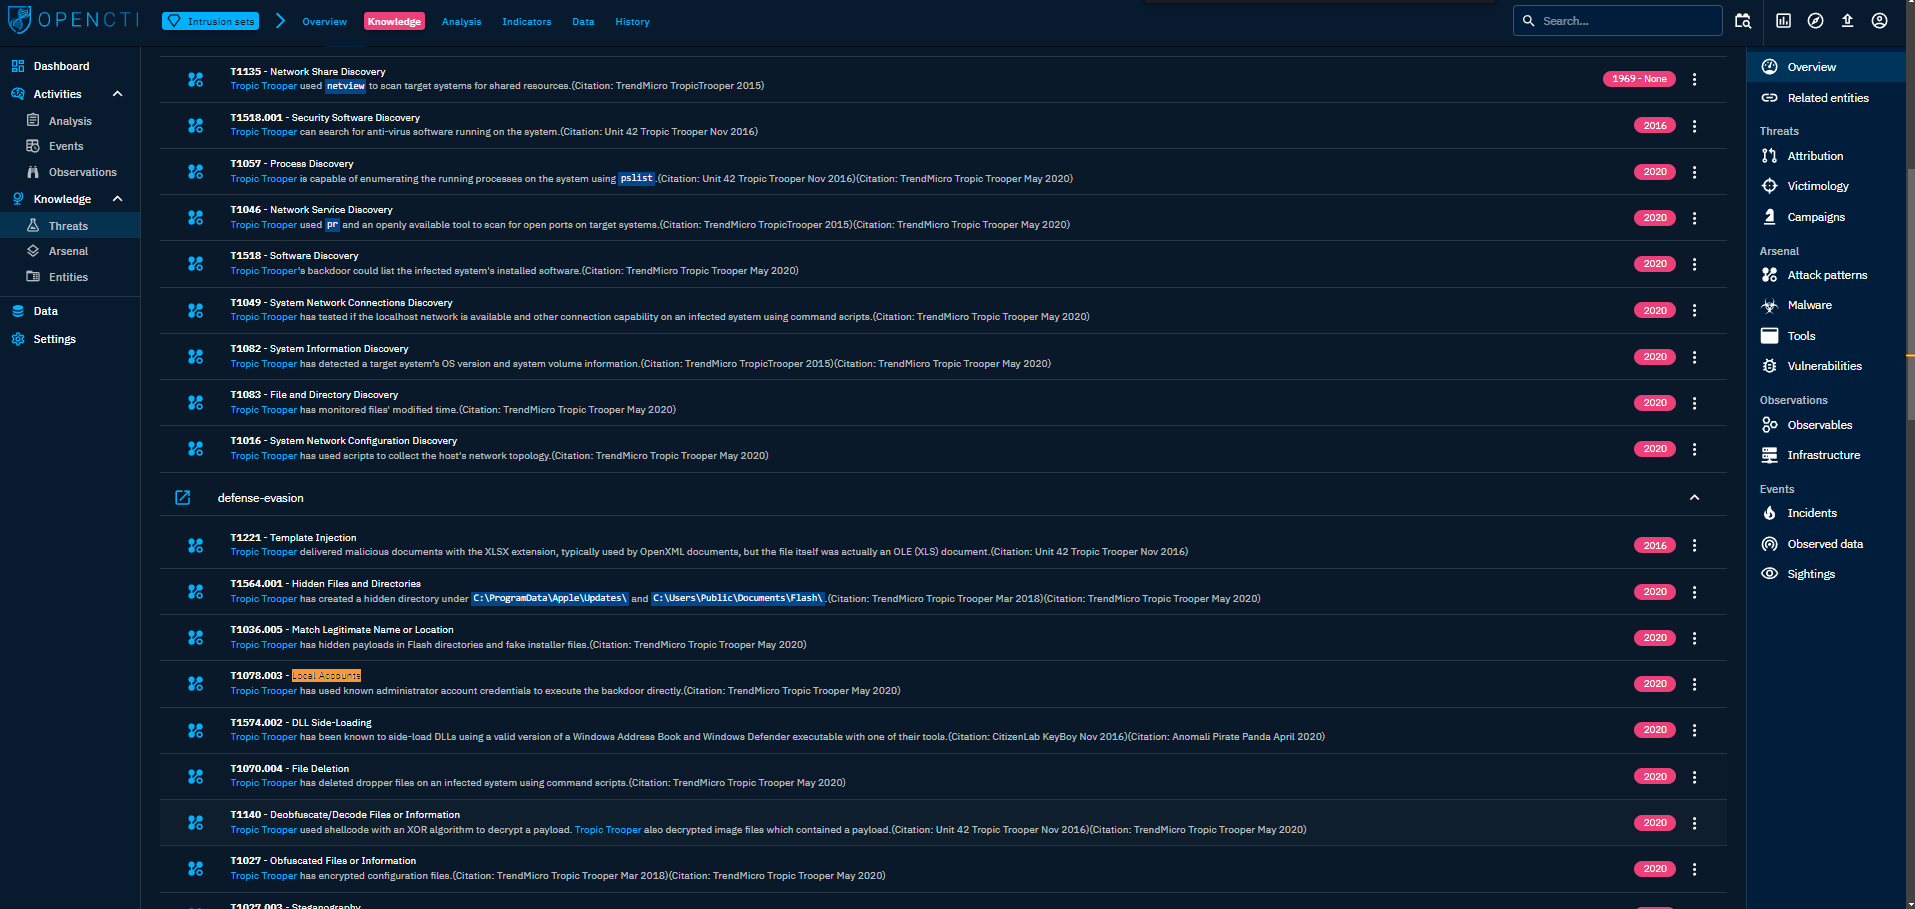 OPENCTI
Intrusion sets
Overview
Knowledge
Analysis
Indicators
Data
History
Search...
Dashboard
Activities
Analysis
Events
Observations
Knowledge
Threats
Arsenal
Entities
Data
Settings
T1135 - Network Share Discovery
Tropic Trooper used netview to scan target systems for shared resources.(Citation: TrendMicro TropicTrooper 2015)
1969 - None
T1518.001 - Security Software Discovery
Tropic Trooper can search for anti-virus software running on the system.(Citation: Unit 42 Tropic Trooper Nov 2016)
2016
T1057 - Process Discovery
Tropic Trooper is capable of enumerating the running processes on the system using pslist.(Citation: Unit 42 Tropic Trooper Nov 2016)(Citation: TrendMicro Tropic Trooper May 2020)
2020
T1046 - Network Service Discovery
Tropic Trooper used pr and an openly available tool to scan for open ports on target systems.(Citation: TrendMicro TropicTrooper 2015)(Citation: TrendMicro Tropic Trooper May 2020)
2020
T1518 - Software Discovery
Tropic Trooper's backdoor could list the infected system's installed software.(Citation: TrendMicro Tropic Trooper May 2020)
2020
T1049 - System Network Connections Discovery
Tropic Trooper has tested if the localhost network is available and other connection capability on an infected system using command scripts.(Citation: TrendMicro Tropic Trooper May 2020)
2020
T1082 - System Information Discovery
Tropic Trooper has detected a target system's OS version and system volume information.(Citation: TrendMicro TropicTrooper 2015)(Citation: TrendMicro Tropic Trooper May 2020)
2020
T1083 - File and Directory Discovery
Tropic Trooper has monitored files' modified time.(Citation: TrendMicro Tropic Trooper May 2020)
2020
T1016 - System Network Configuration Discovery
Tropic Trooper has used scripts to collect the host's network topology.(Citation: TrendMicro Tropic Trooper May 2020)
2020
defense-evasion
T1221 - Template Injection
Tropic Trooper delivered malicious documents with the XLSX extension, typically used by OpenXML documents, but the file itself was actually an OLE (XLS) document.(Citation: Unit 42 Tropic Trooper Nov 2016)
2016
T1564.001 - Hidden Files and Directories
Tropic Trooper has created a hidden directory under C:\ProgramData\Apple\Updates\ and C:\Users\Public\Documents\Flash\.(Citation: TrendMicro Tropic Trooper Mar 2018)(Citation: TrendMicro Tropic Trooper May 2020)
2020
T1036.005 - Match Legitimate Name or Location
Tropic Trooper has hidden payloads in Flash directories and fake installer files.(Citation: TrendMicro Tropic Trooper May 2020)
2020
T1078.003 - Local Accounts
Tropic Trooper has used known administrator account credentials to execute the backdoor directly.(Citation: TrendMicro Tropic Trooper May 2020)
2020
T1574.002 - DLL Side-Loading
Tropic Trooper has been known to side-load DLLs using a valid version of a Windows Address Book and Windows Defender executable with one of their tools.(Citation: CitizenLab KeyBoy Nov 2016)(Citation: Anomali Pirate Panda April 2020)
2020
T1070.004 - File Deletion
Tropic Trooper has deleted dropper files on an infected system using command scripts.(Citation: TrendMicro Tropic Trooper May 2020)
2020
T1140 - Deobfuscate/Decode Files or Information
Tropic Trooper used shellcode with an XOR algorithm to decrypt a payload. Tropic Trooper also decrypted image files which contained a payload.(Citation: Unit 42 Tropic Trooper Nov 2016)(Citation: TrendMicro Tropic Trooper May 2020)
2020
T1027 - Obfuscated Files or Information
Tropic Trooper has encrypted configuration files.(Citation: TrendMicro Tropic Trooper Mar 2018)(Citation: TrendMicro Tropic Trooper May 2020)
2020
T1027.003 - Steganography
Overview
Related entities
Threats
Attribution
Victimology
Campaigns
Arsenal
Attack patterns
Malware
Tools
Vulnerabilities
Observations
Observables
Infrastructure
Events
Incidents
Observed data
Sightings